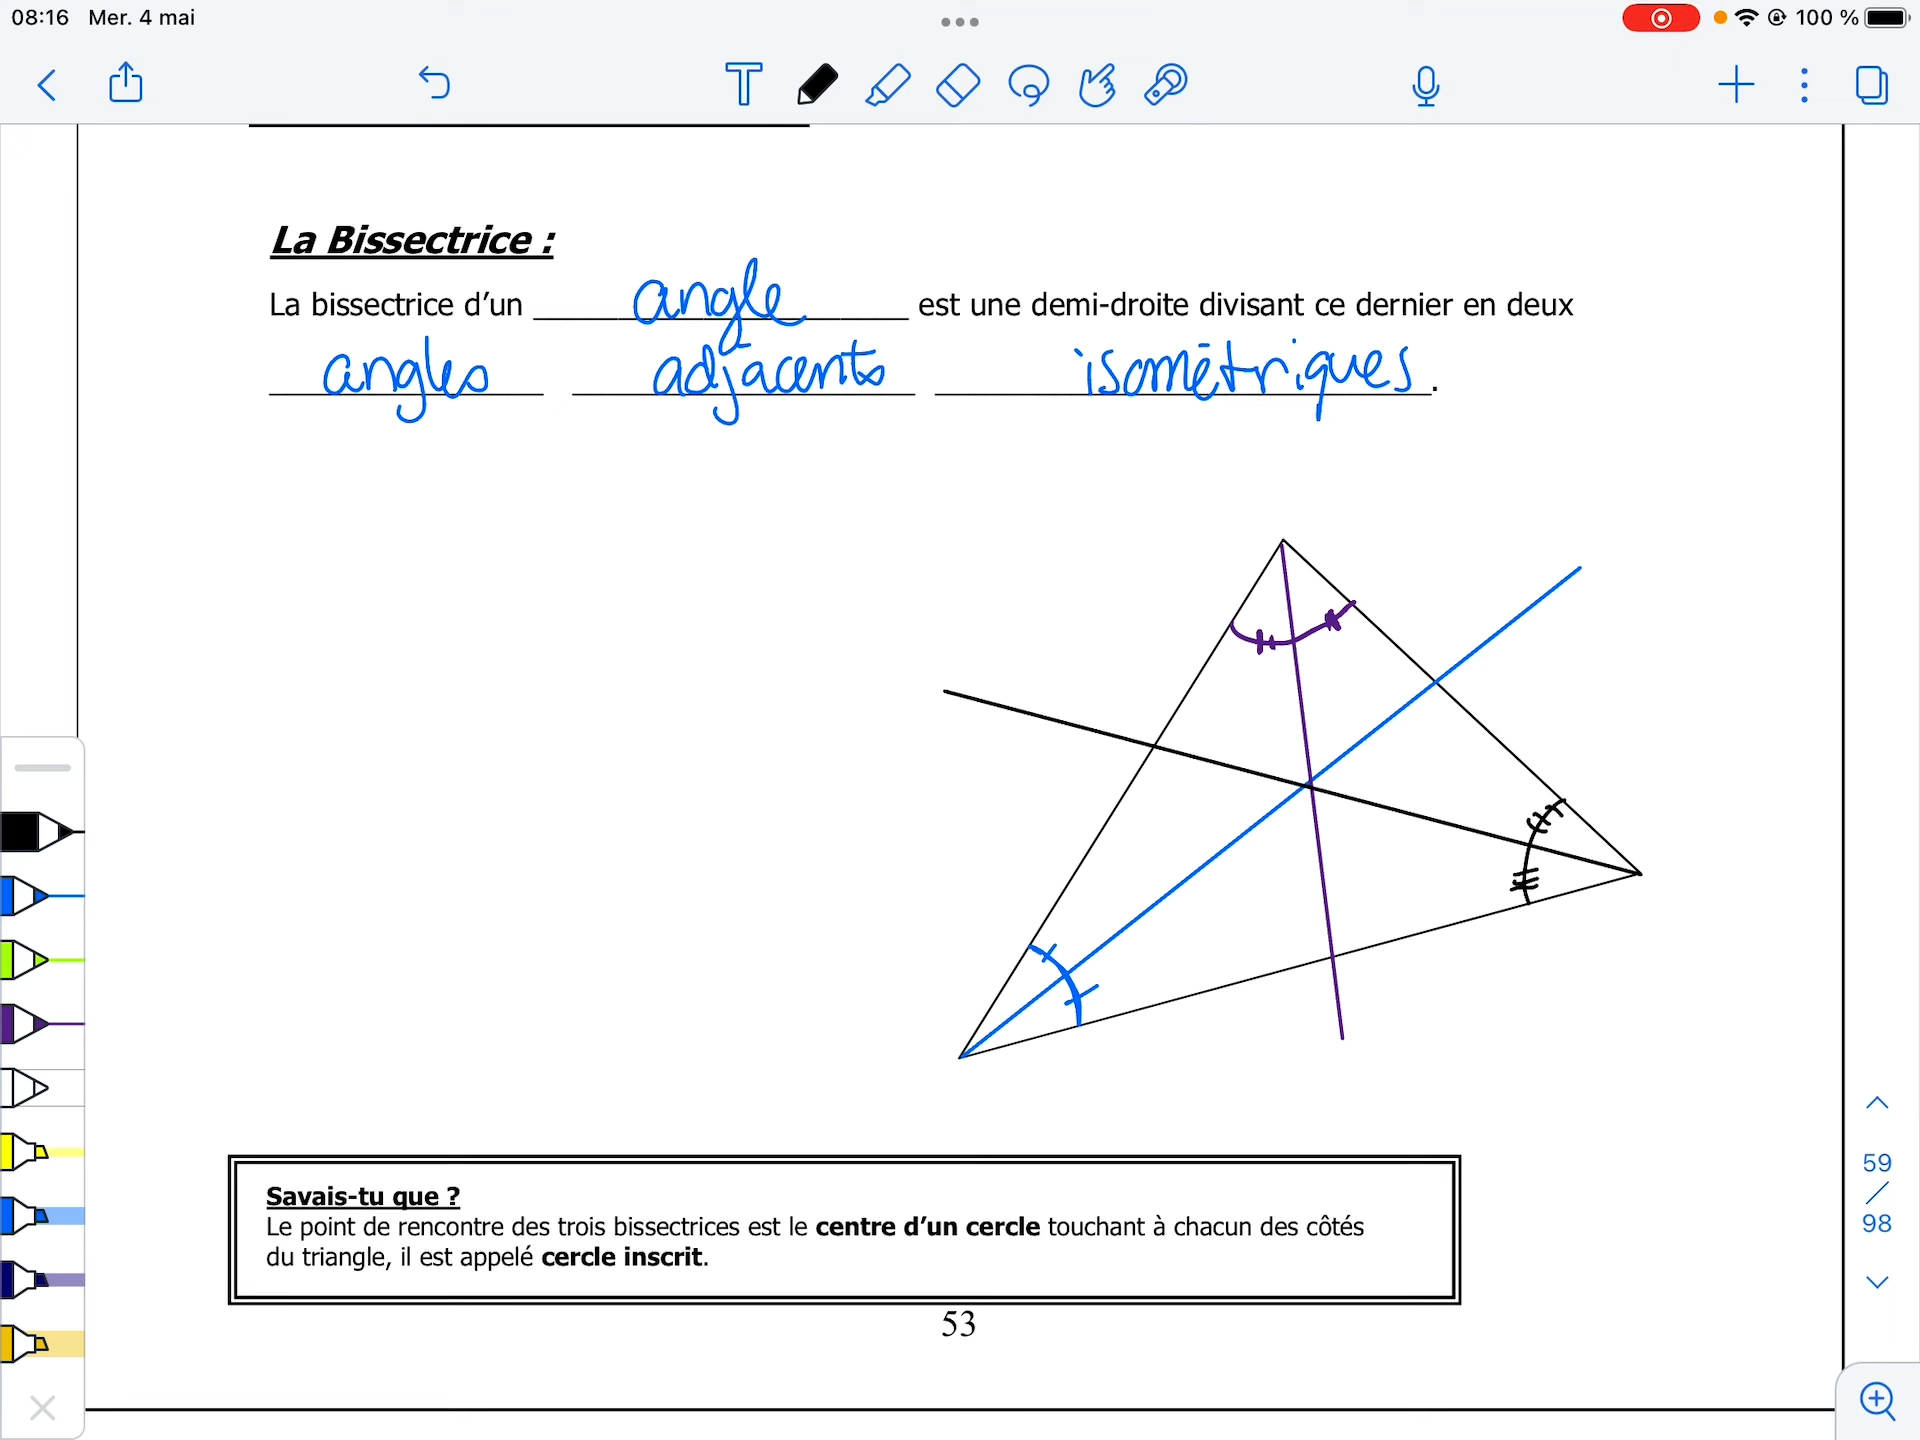 08:16 Mer. 4 mai
100 %
T
La Bissectrice :
La bissectrice d’un angle est une demi-droite divisant ce dernier en deux
angles adjacents isométriques.
Savais-tu que ?
Le point de rencontre des trois bissectrices est le centre d’un cercle touchant à chacun des côtés
du triangle, il est appelé cercle inscrit.
53
59
/
98